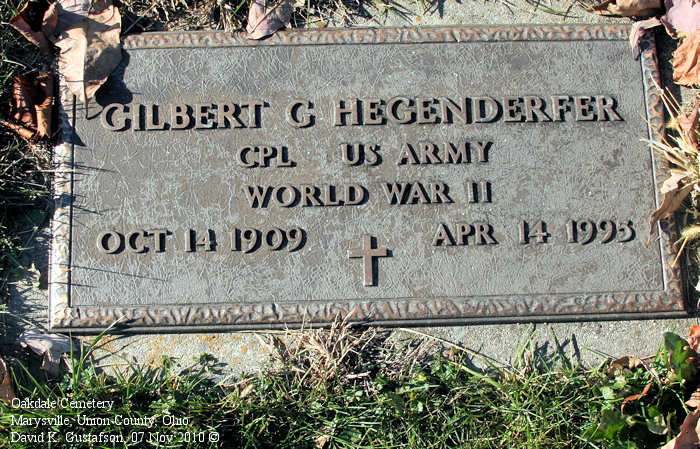 GILBERT G HEGENDERFER
CPL US ARMY
WORLD WAR II
OCT 14 1909 APR 14 1995
Oakdale Cemetery
Marysville, Union County, Ohio
David K. Gustafson, 07 Nov 2010 ©